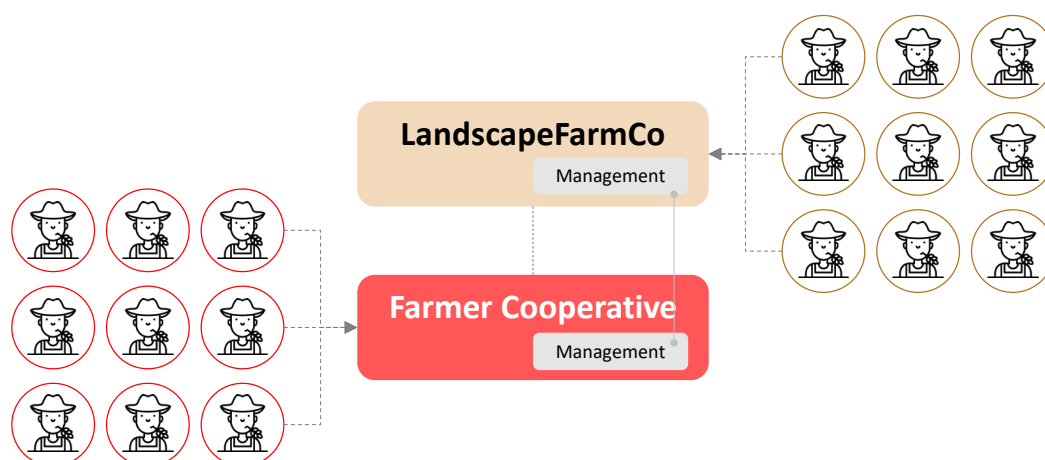 LandscapeFarmCo
Management
Farmer Cooperative
Management